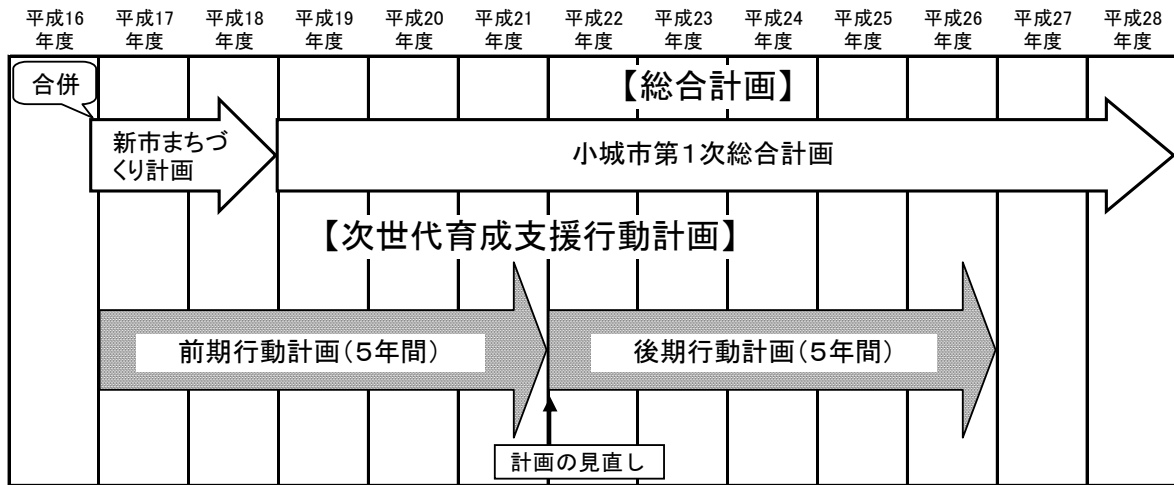 平成16 平成17 平成18 平成19 平成20 平成21 平成22 平成23 平成24 平成25 平成26 平成27 平成28
年度 年度 年度 年度 年度 年度 年度 年度 年度 年度 年度 年度 年度
合併
【総合計画】
新市まちづ
くり計画
小城市第1次総合計画
【次世代育成支援行動計画】
前期行動計画(5年間)
後期行動計画(5年間)
計画の見直し